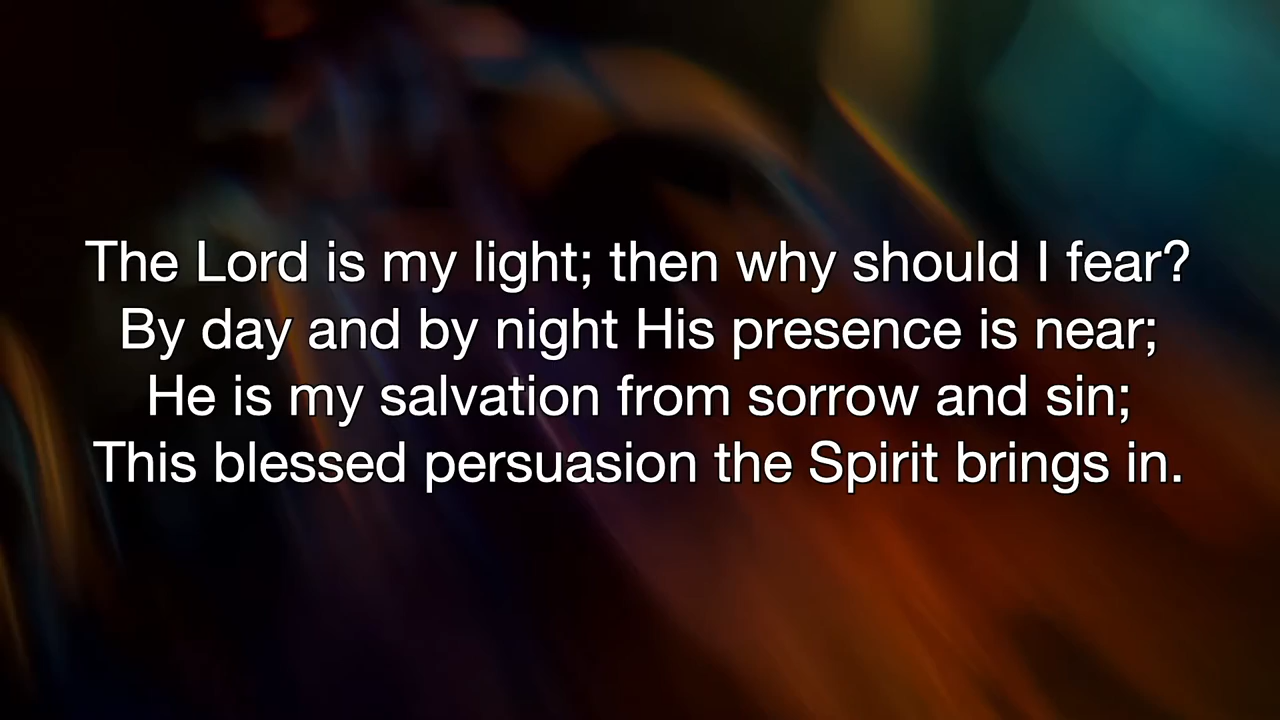 The Lord is my light; then why should I fear?
By day and by night His presence is near;
He is my salvation from sorrow and sin;
This blessed persuasion the Spirit brings in.